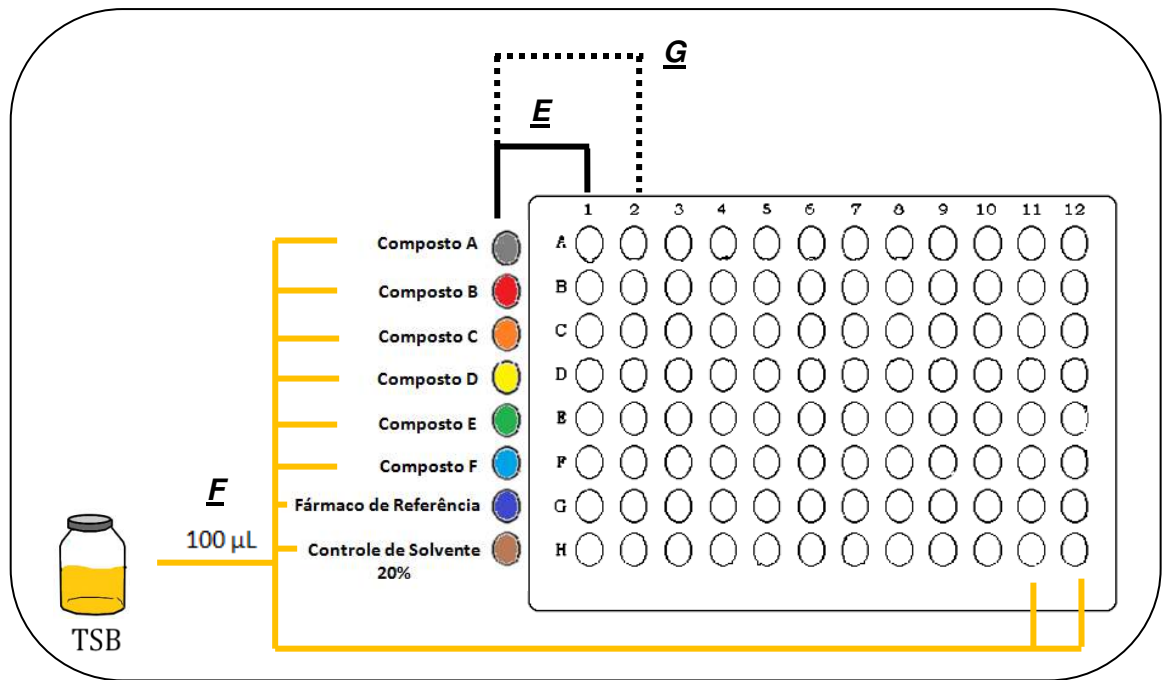 G
E
1 2 3 4 5 6 7 8 9 10 11 12
Composto A
A
Composto B
B
Composto C
C
Composto D
D
Composto E
E
Composto F
F
F
Fármaco de Referência
G
100 µL
Controle de Solvente
20%
H
TSB